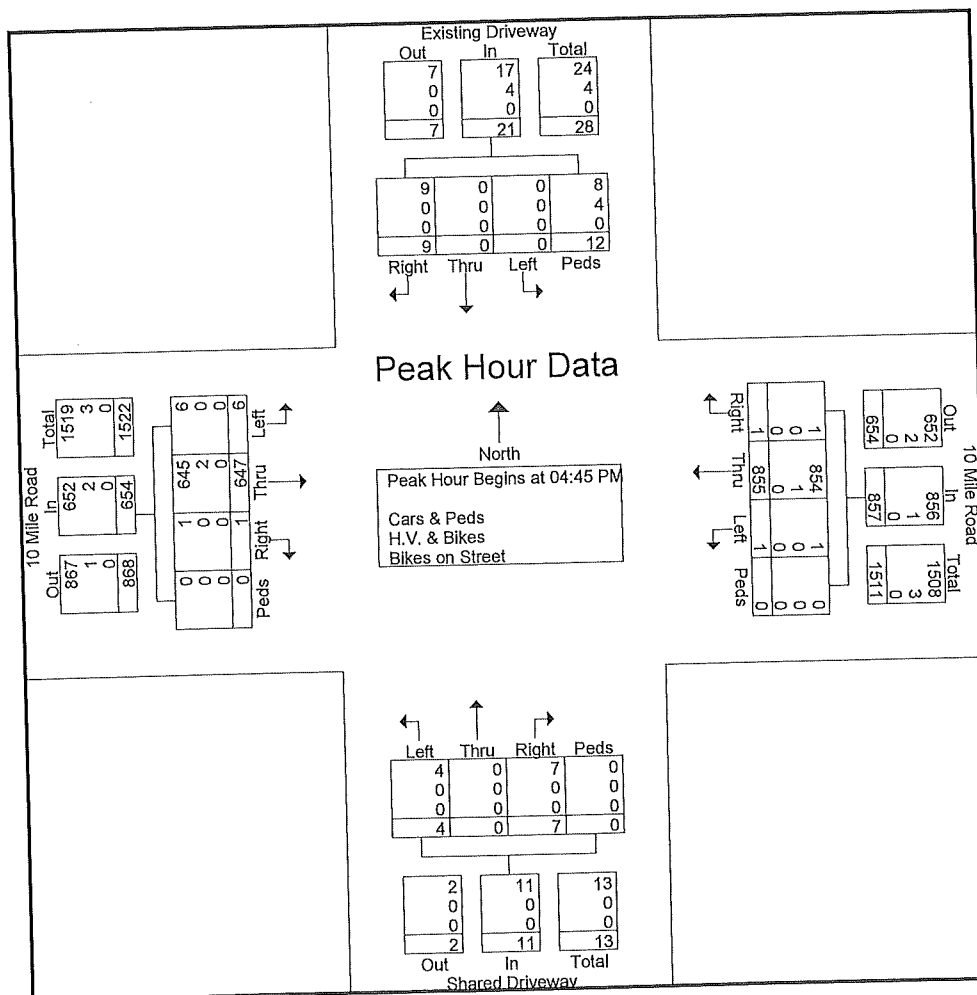 Existing Driveway
Out In Total
7 17 24
0 4 4
0 0 0
7 21 28
9 0 0 8
0 0 0 4
0 0 0 0
9 0 0 12
Right Thru Left Peds
Peak Hour Data
North
Peak Hour Begins at 04:45 PM
Cars & Peds
H.V. & Bikes
Bikes on Street
10 Mile Road
Out In Total
867 652 1519
1 2 3
0 0 0
868 654 1522
Peds Right Thru Left
0 1 645 6
0 0 2 0
0 0 0 0
0 1 647 6
10 Mile Road
Out In Total
652 856 1508
2 1 3
0 0 0
654 857 1511
Right Thru Left Peds
1 854 1 0
0 1 0 0
0 0 0 0
1 855 1 0
Left Thru Right Peds
4 0 7 0
0 0 0 0
0 0 0 0
4 0 7 0
2 11 13
0 0 0
0 0 0
2 11 13
Out In Total
Shared Driveway